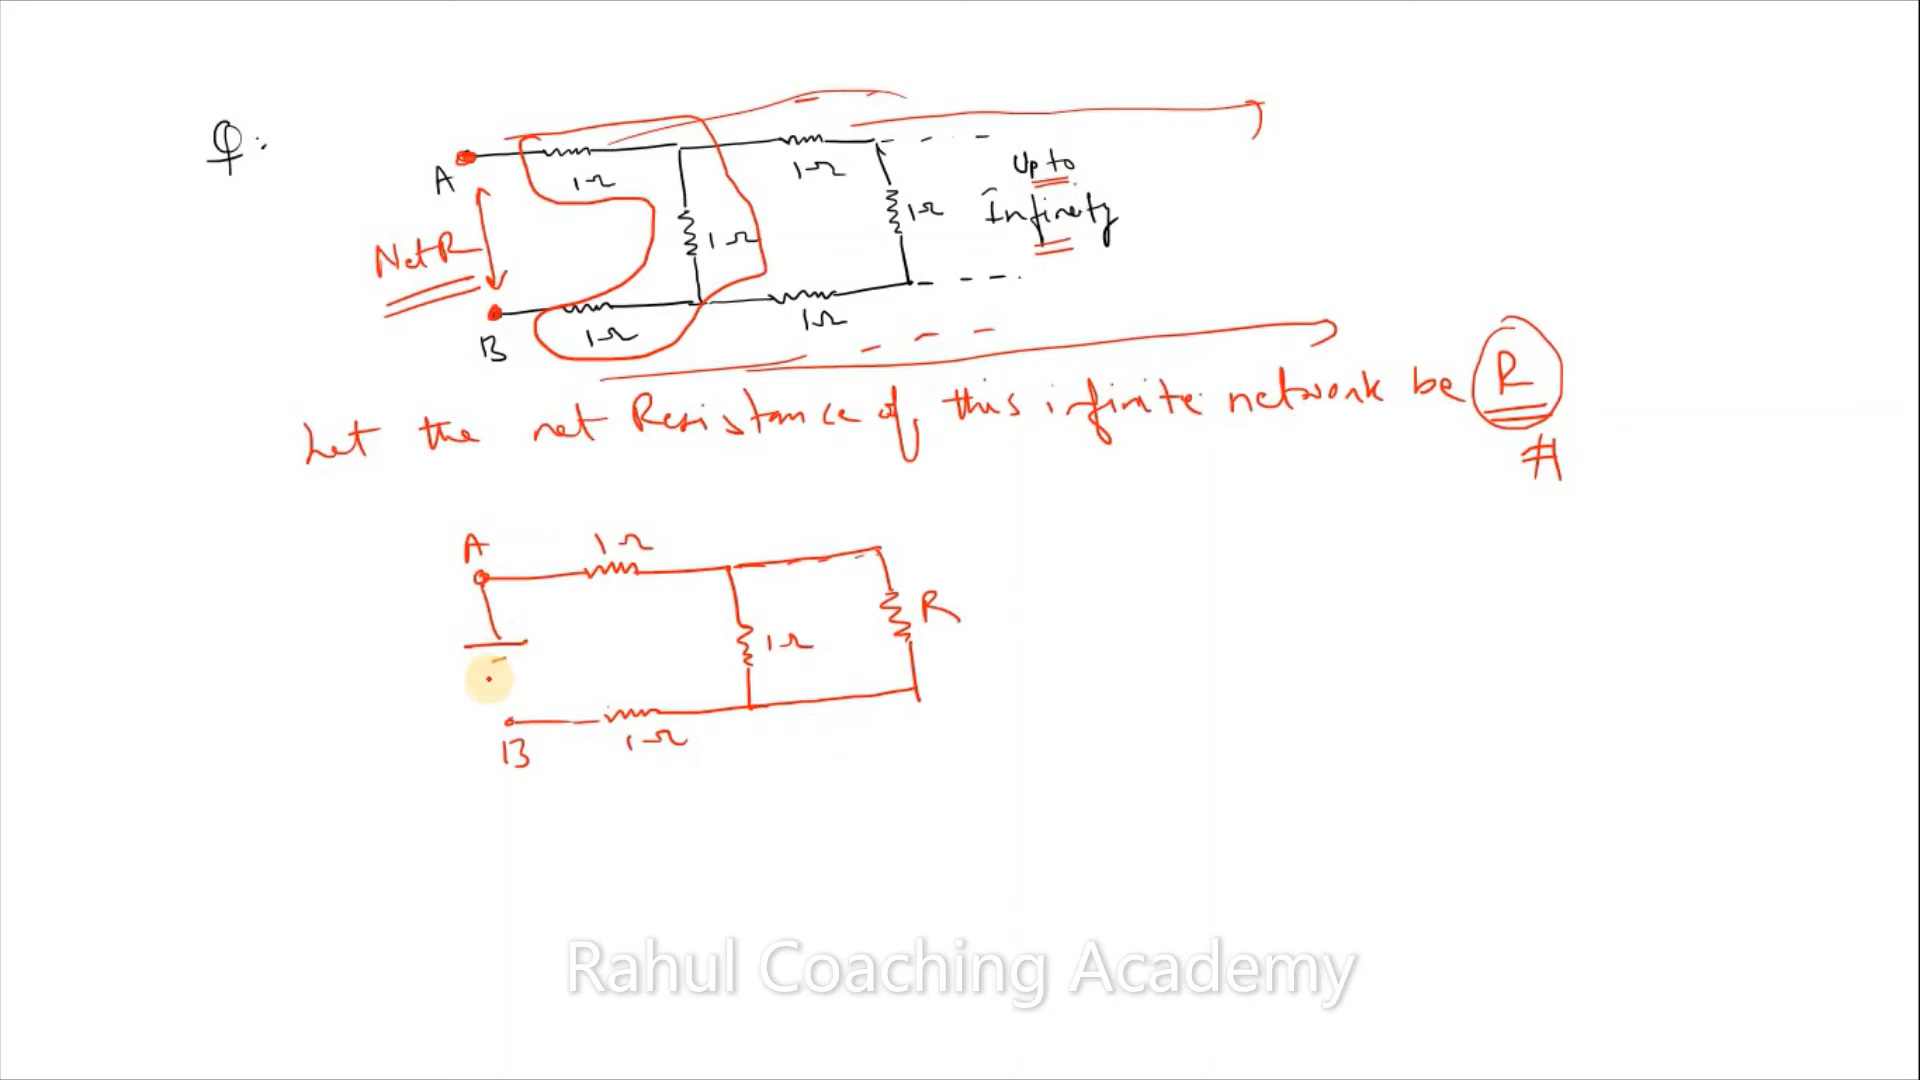 Q:
A
1Ω
1Ω
Up to
Infinity
1Ω
1Ω
Net R
B
1Ω
1Ω
Let the net Resistance of this infinite network be R
#
A
1Ω
1Ω
R
B
1Ω
Rahul Coaching Academy